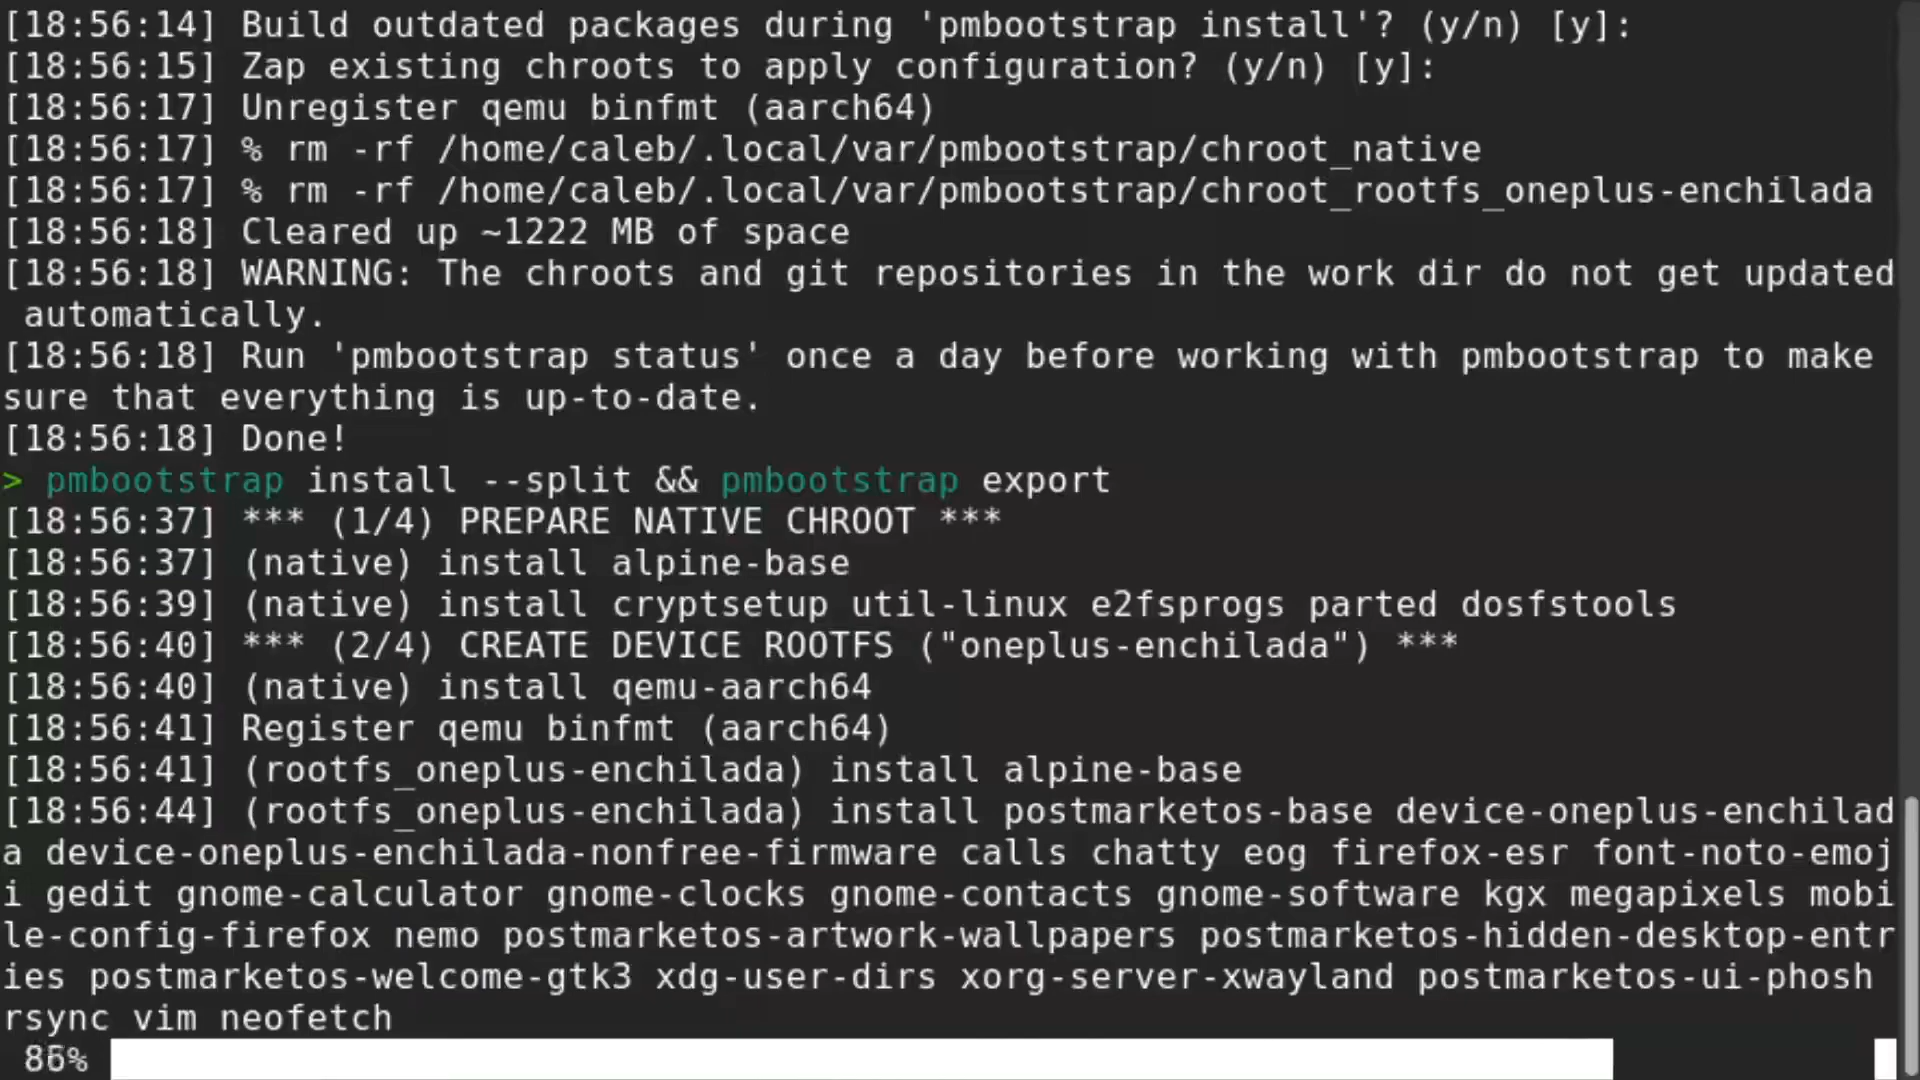 [18:56:14] Build outdated packages during 'pmbootstrap install'? (y/n) [y]:
[18:56:15] Zap existing chroots to apply configuration? (y/n) [y]:
[18:56:17] Unregister qemu binfmt (aarch64)
[18:56:17] % rm -rf /home/caleb/.local/var/pmbootstrap/chroot_native
[18:56:17] % rm -rf /home/caleb/.local/var/pmbootstrap/chroot_rootfs_oneplus-enchilada
[18:56:18] Cleared up ~1222 MB of space
[18:56:18] WARNING: The chroots and git repositories in the work dir do not get updated
 automatically.
[18:56:18] Run 'pmbootstrap status' once a day before working with pmbootstrap to make
sure that everything is up-to-date.
[18:56:18] Done!
> pmbootstrap install --split && pmbootstrap export
[18:56:37] *** (1/4) PREPARE NATIVE CHROOT ***
[18:56:37] (native) install alpine-base
[18:56:39] (native) install cryptsetup util-linux e2fsprogs parted dosfstools
[18:56:40] *** (2/4) CREATE DEVICE ROOTFS ("oneplus-enchilada") ***
[18:56:40] (native) install qemu-aarch64
[18:56:41] Register qemu binfmt (aarch64)
[18:56:41] (rootfs_oneplus-enchilada) install alpine-base
[18:56:44] (rootfs_oneplus-enchilada) install postmarketos-base device-oneplus-enchilad
a device-oneplus-enchilada-nonfree-firmware calls chatty eog firefox-esr font-noto-emoj
i gedit gnome-calculator gnome-clocks gnome-contacts gnome-software kgx megapixels mobi
le-config-firefox nemo postmarketos-artwork-wallpapers postmarketos-hidden-desktop-entr
ies postmarketos-welcome-gtk3 xdg-user-dirs xorg-server-xwayland postmarketos-ui-phosh
rsync vim neofetch